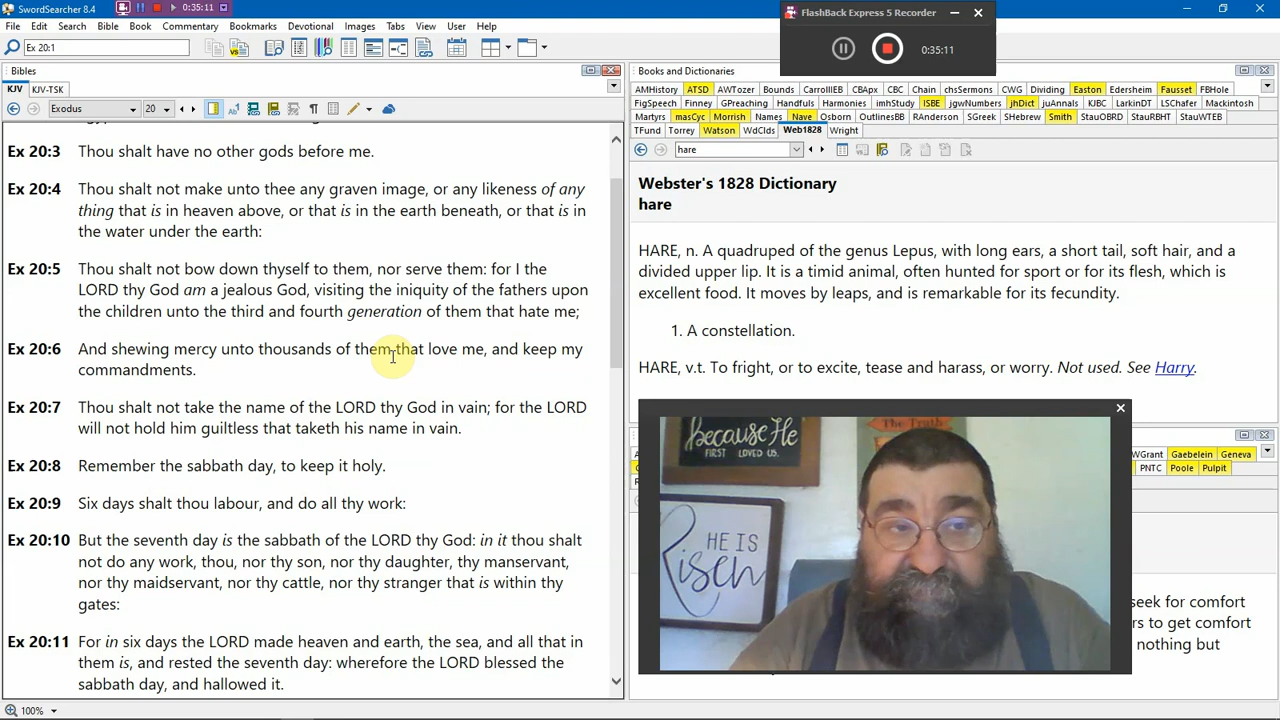 SwordSearcher 8.4
0:35:11
File Edit Search Bible Book Commentary Bookmarks Devotional Images Tabs View User Help
Ex 20:1
FlashBack Express 5 Recorder
0:35:11
Bibles
KJV KJV-TSK
Exodus 20
Ex 20:3 Thou shalt have no other gods before me.
Ex 20:4 Thou shalt not make unto thee any graven image, or any likeness of any
thing that is in heaven above, or that is in the earth beneath, or that is in
the water under the earth:
Ex 20:5 Thou shalt not bow down thyself to them, nor serve them: for I the
LORD thy God am a jealous God, visiting the iniquity of the fathers upon
the children unto the third and fourth generation of them that hate me;
Ex 20:6 And shewing mercy unto thousands of them that love me, and keep my
commandments.
Ex 20:7 Thou shalt not take the name of the LORD thy God in vain; for the LORD
will not hold him guiltless that taketh his name in vain.
Ex 20:8 Remember the sabbath day, to keep it holy.
Ex 20:9 Six days shalt thou labour, and do all thy work:
Ex 20:10 But the seventh day is the sabbath of the LORD thy God: in it thou shalt
not do any work, thou, nor thy son, nor thy daughter, thy manservant,
nor thy maidservant, nor thy cattle, nor thy stranger that is within thy
gates:
Ex 20:11 For in six days the LORD made heaven and earth, the sea, and all that in
them is, and rested the seventh day: wherefore the LORD blessed the
sabbath day, and hallowed it.
100%
Books and Dictionaries
AMHistory ATSD AWTozer Bounds CarrollEB CBApx CBC Chain chsSermons CWG Dividing Easton Edersheim Fausset FBHole
FigSpeech Finney GPreaching Handfuls Harmonies imhStudy ISBE jgwNumbers jhDict juAnnals KJBC LarkinDT LSChafer Mackintosh
Martyrs masCyc Morrish Names Nave Osborn OutlinesBB RAnderson SGreek SHebrew Smith StauOBRD StauRBHT StauWTEB
TFund Torrey Watson WdClds Web1828 Wright
hare
Webster's 1828 Dictionary
hare
HARE, n. A quadruped of the genus Lepus, with long ears, a short tail, soft hair, and a
divided upper lip. It is a timid animal, often hunted for sport or for its flesh, which is
excellent food. It moves by leaps, and is remarkable for its fecundity.
1. A constellation.
HARE, v.t. To fright, or to excite, tease and harass, or worry. Not used. See Harry.
WGrant Gaebelein Geneva
PNTC Poole Pulpit
because He
FIRST LOVED US.
The Truth
HE IS
Risen
seek for comfort
rs to get comfort
nothing but